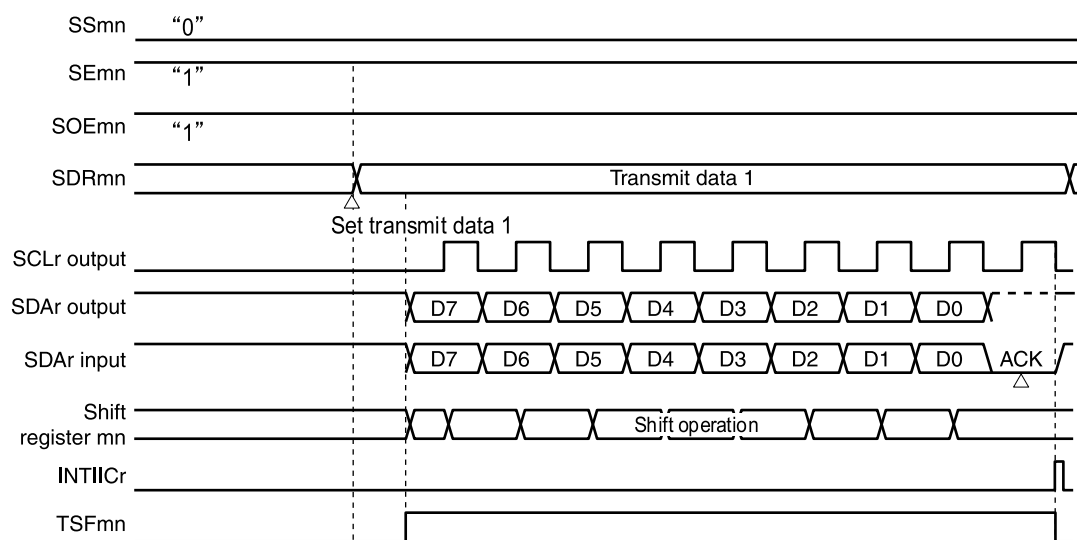 SSmn “0”
SEmn “1”
SOEmn “1”
SDRmn Transmit data 1
Set transmit data 1
SCLr output
SDAr output D7 D6 D5 D4 D3 D2 D1 D0
SDAr input D7 D6 D5 D4 D3 D2 D1 D0 ACK
Shift
register mn Shift operation
INTIICr
TSFmn